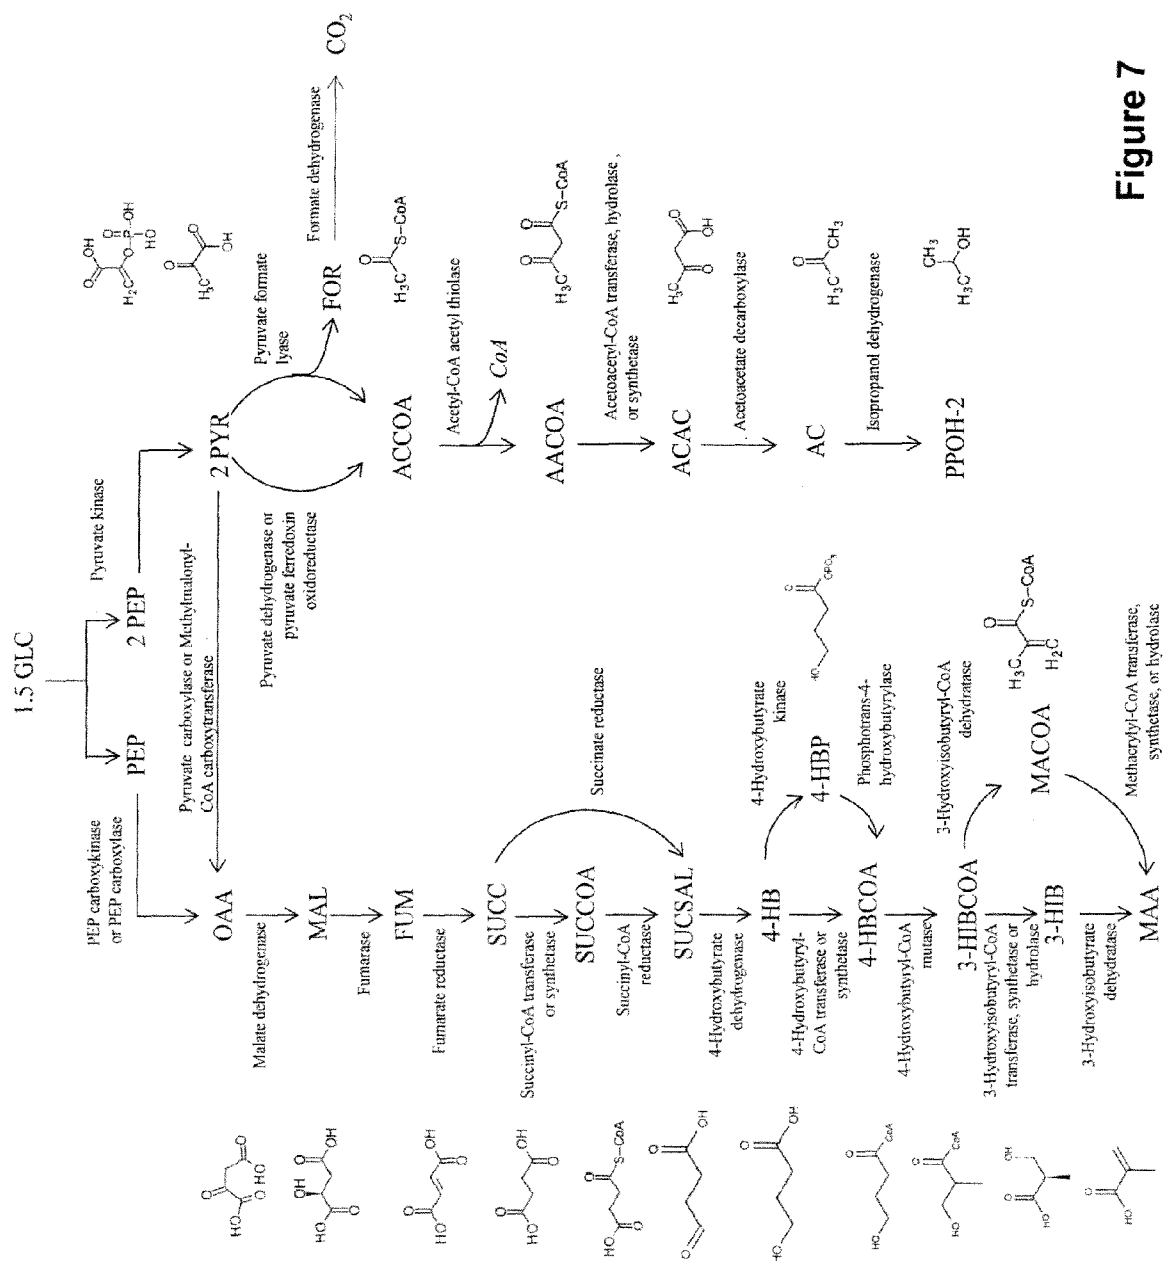 1.5 GLC
PEP
2 PEP
PEP carboxykinase
or PEP carboxylase
Pyruvate kinase
Pyruvate carboxylase or Methylmalonyl-
CoA carboxytransferase
OAA
2 PYR
Pyruvate formate
lyase
FOR
Formate dehydrogenase
CO2
Pyruvate dehydrogenase or
pyruvate ferredoxin
oxidoreductase
Malate dehydrogenase
MAL
ACCOA
Fumarase
Acetyl-CoA acetyl thiolase
CoA
FUM
Fumarate reductase
AACOA
SUCC
Succinyl-CoA transferase
or synthetase
Succinate reductase
Acetoacetyl-CoA transferase, hydrolase ,
or synthetase
SUCCOA
ACAC
Succinyl-CoA
reductase
Acetoacetate decarboxylase
SUCSAL
4-Hydroxybutyrate
dehydrogenase
4-Hydroxybutyrate
kinase
AC
4-HB
4-HBP
Isopropanol dehydrogenase
4-Hydroxybutyryl-
CoA transferase or
synthetase
Phosphotrans-4-
hydroxybutyrylase
4-HBCOA
PPOH-2
4-Hydroxybutyryl-CoA
mutase
3-Hydroxyisobutyryl-CoA
dehydratase
3-HIBCOA
MACOA
3-Hydroxyisobutyryl-CoA
transferase, synthetase or
hydrolase
3-HIB
3-Hydroxyisobutyrate
dehydratase
Methacrylyl-CoA transferase,
synthetase, or hydrolase
MAA
Figure 7